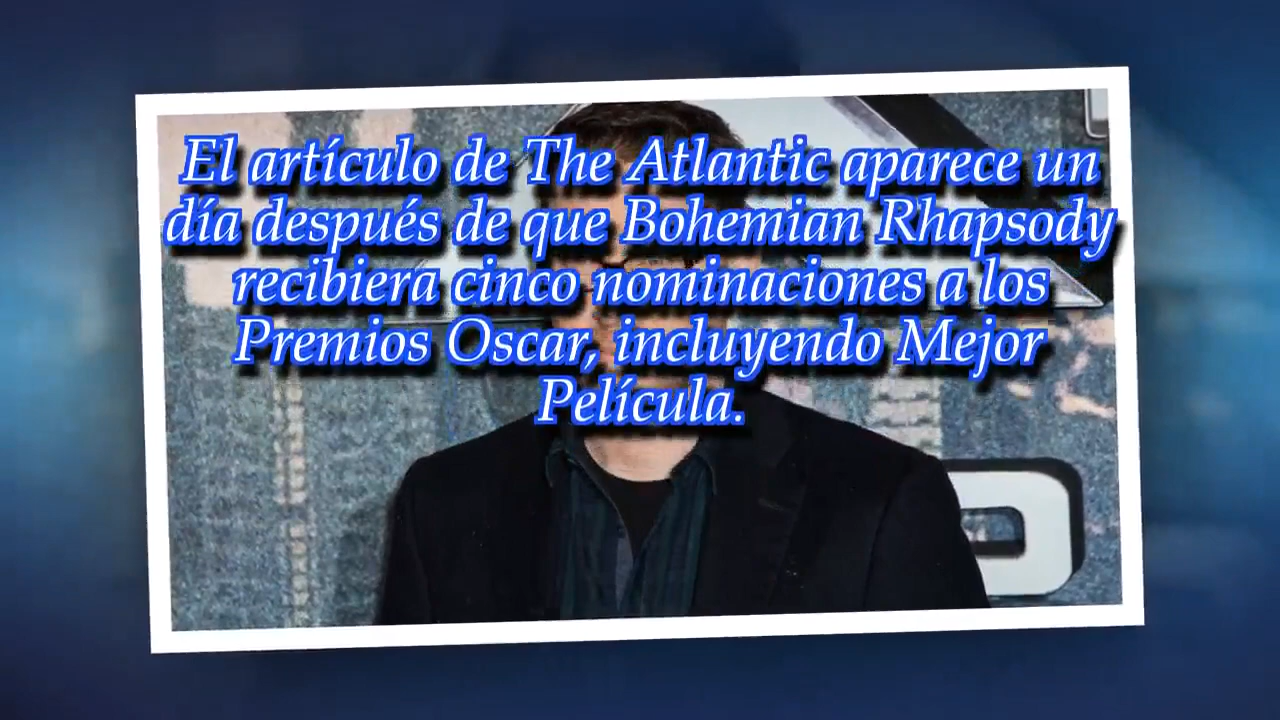 El artículo de The Atlantic aparece un
día después de que Bohemian Rhapsody
recibiera cinco nominaciones a los
Premios Oscar, incluyendo Mejor
Película.